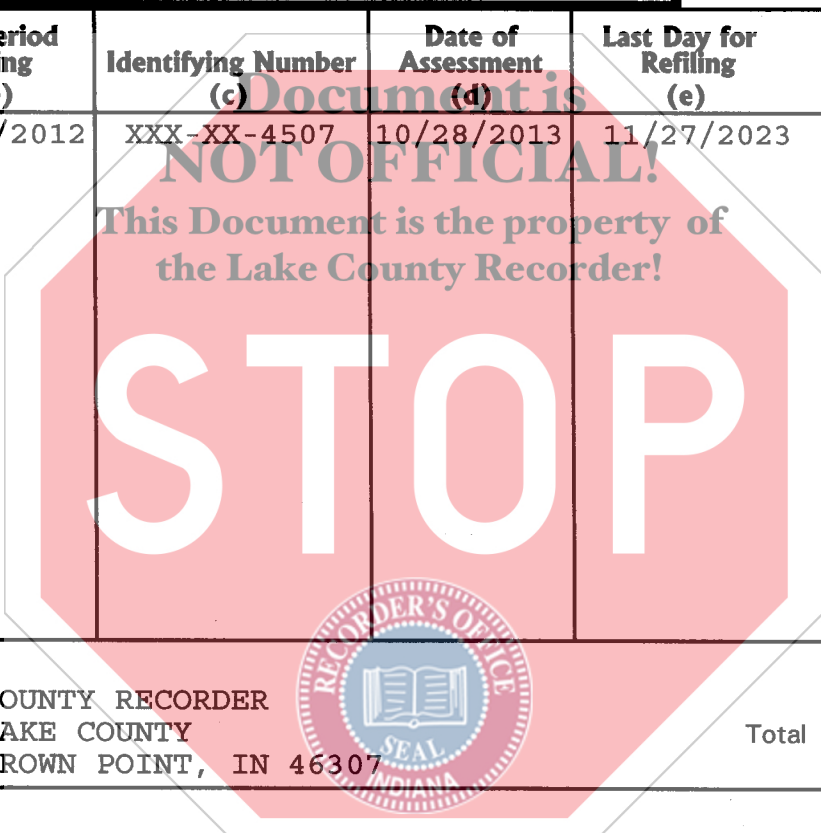 eriod
ing
)
Identifying Number
(c)
Date of
Assessment
(d)
Last Day for
Refiling
(e)
/2012 XXX-XX-4507 10/28/2013 11/27/2023
Document is
NOT OFFICIAL!
This Document is the property of
the Lake County Recorder!
STOP
RECORDER'S OFFICE
SEAL
INDIANA
OUNTY RECORDER
AKE COUNTY
ROWN POINT, IN 46307
Total